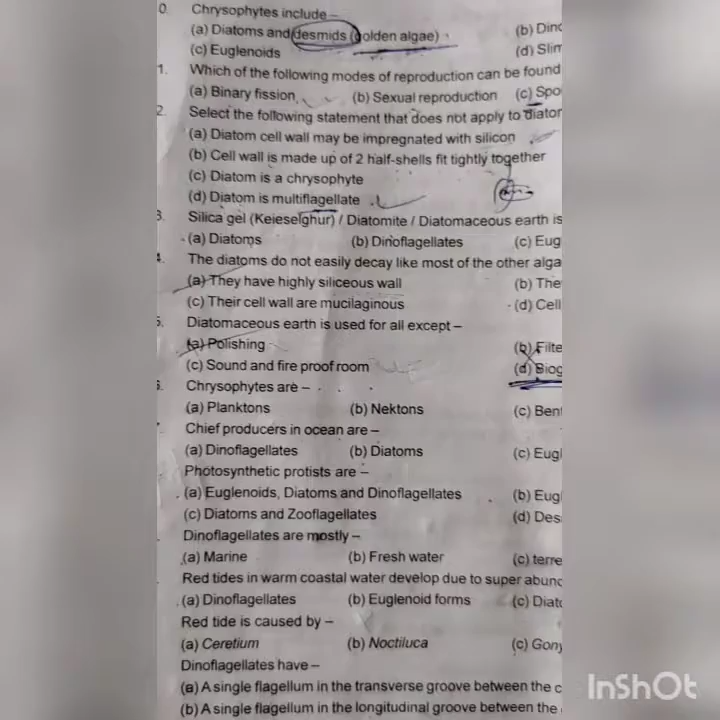 0. Chrysophytes include –
(a) Diatoms and desmids (golden algae) (b) Dino
(c) Euglenoids (d) Slim
1. Which of the following modes of reproduction can be found
(a) Binary fission (b) Sexual reproduction (c) Spo
2. Select the following statement that does not apply to diator
(a) Diatom cell wall may be impregnated with silicon
(b) Cell wall is made up of 2 half-shells fit tightly together
(c) Diatom is a chrysophyte
(d) Diatom is multiflagellate
3. Silica gel (Keieselghur) / Diatomite / Diatomaceous earth is
(a) Diatoms (b) Dinoflagellates (c) Eug
4. The diatoms do not easily decay like most of the other alga
(a) They have highly siliceous wall (b) The
(c) Their cell wall are mucilaginous (d) Cell
5. Diatomaceous earth is used for all except –
(a) Polishing (b) Filte
(c) Sound and fire proof room (d) Biog
6. Chrysophytes are –
(a) Planktons (b) Nektons (c) Ben
Chief producers in ocean are –
(a) Dinoflagellates (b) Diatoms (c) Eugl
Photosynthetic protists are –
(a) Euglenoids, Diatoms and Dinoflagellates (b) Eug
(c) Diatoms and Zooflagellates (d) Des
Dinoflagellates are mostly –
(a) Marine (b) Fresh water (c) terre
Red tides in warm coastal water develop due to super abund
(a) Dinoflagellates (b) Euglenoid forms (c) Diato
Red tide is caused by –
(a) Ceretium (b) Noctiluca (c) Gony
Dinoflagellates have –
(a) A single flagellum in the transverse groove between the c
(b) A single flagellum in the longitudinal groove between the
InShOt